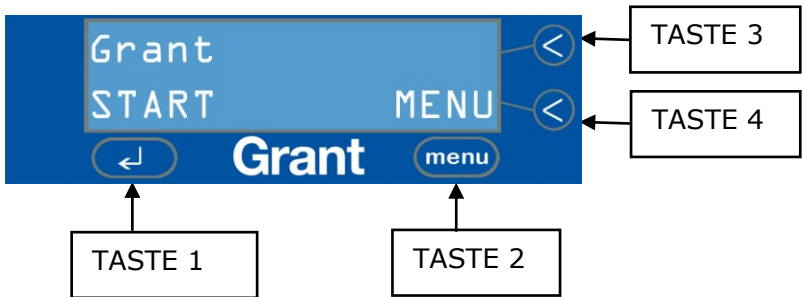 Grant
TASTE 3
START MENU
TASTE 4
Grant menu
TASTE 1 TASTE 2